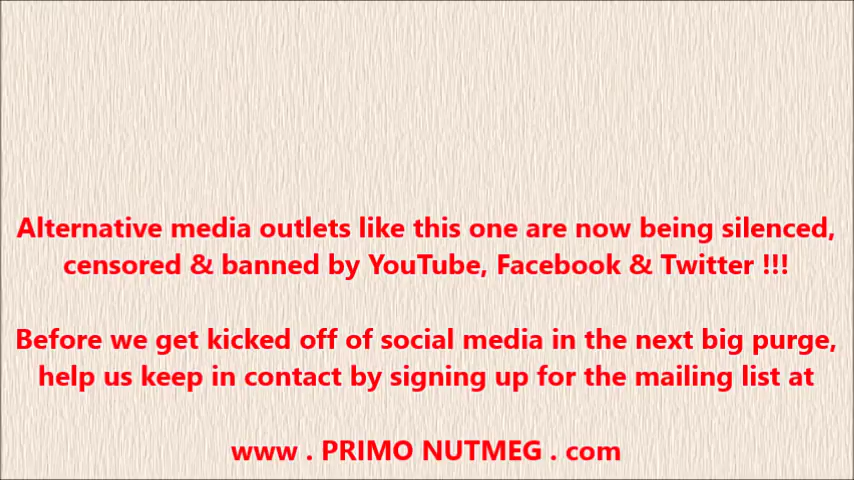 Alternative media outlets like this one are now being silenced,
censored & banned by YouTube, Facebook & Twitter !!!
Before we get kicked off of social media in the next big purge,
help us keep in contact by signing up for the mailing list at
www . PRIMO NUTMEG . com